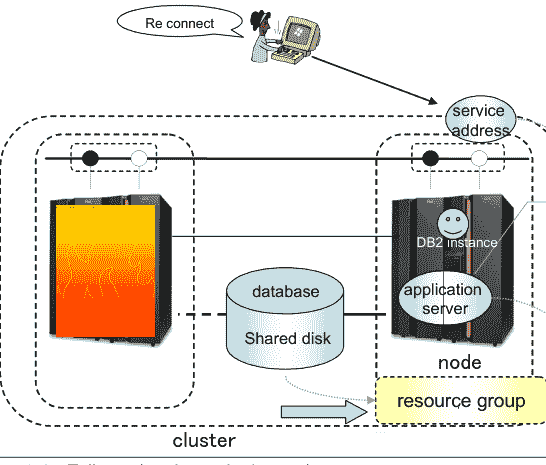 Re connect
service
address
DB2 instance
application
server
database
Shared disk
node
resource group
cluster